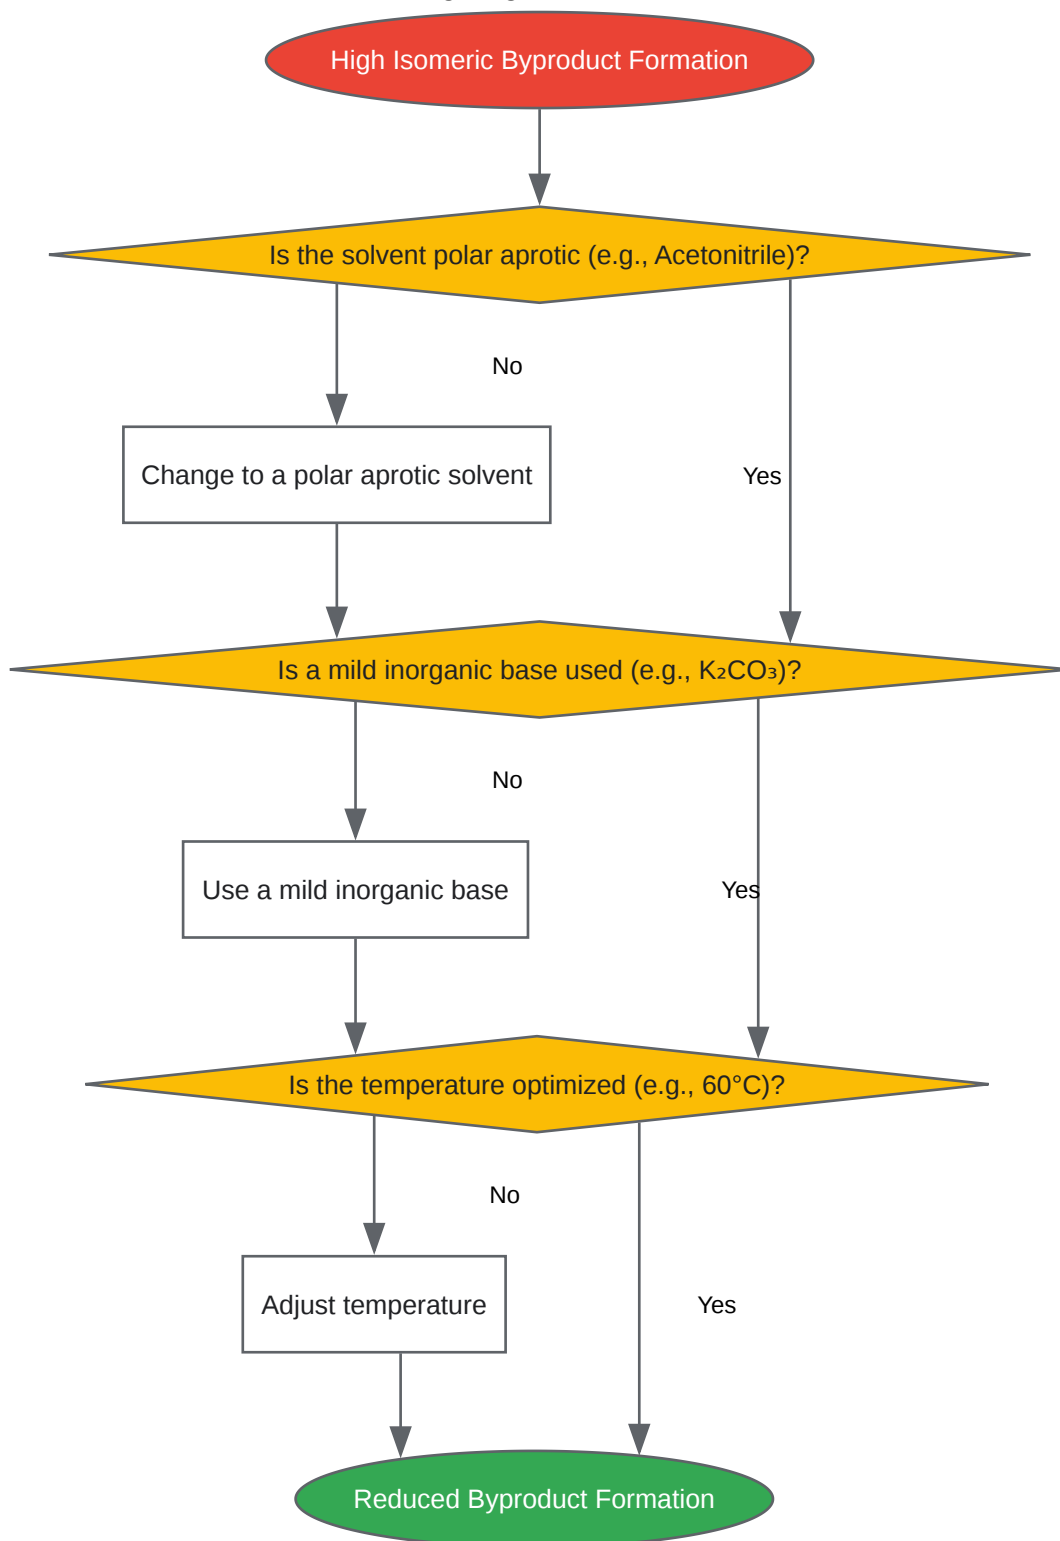 High Isomeric Byproduct Formation
Is the solvent polar aprotic (e.g., Acetonitrile)?
No
Change to a polar aprotic solvent
Yes
Is a mild inorganic base used (e.g., K₂CO₃)?
No
Use a mild inorganic base
Yes
Is the temperature optimized (e.g., 60°C)?
No
Adjust temperature
Yes
Reduced Byproduct Formation